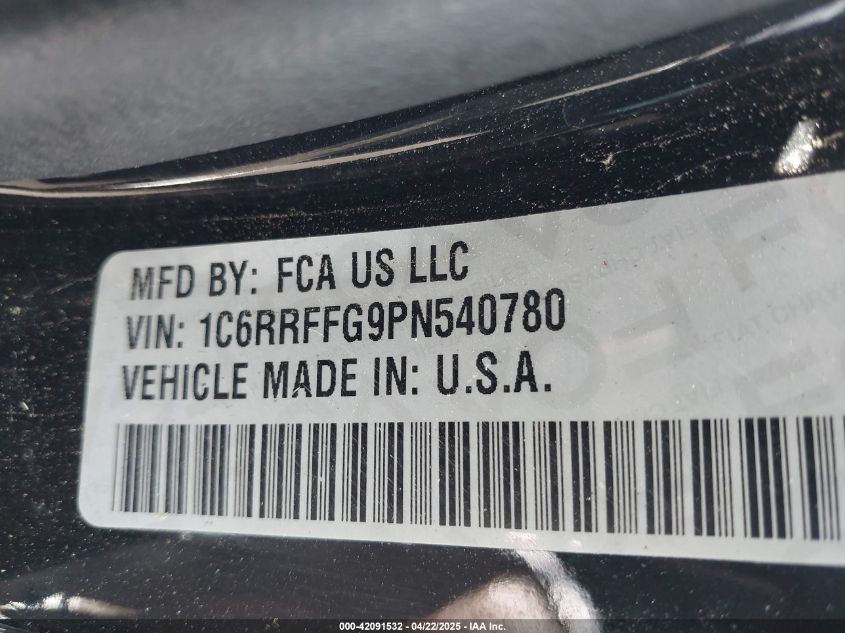 MFD BY: FCA US LLC
VIN: 1C6RRFFG9PN540780
VEHICLE MADE IN: U.S.A.
000-42091532 - 04/22/2025 - IAA Inc.